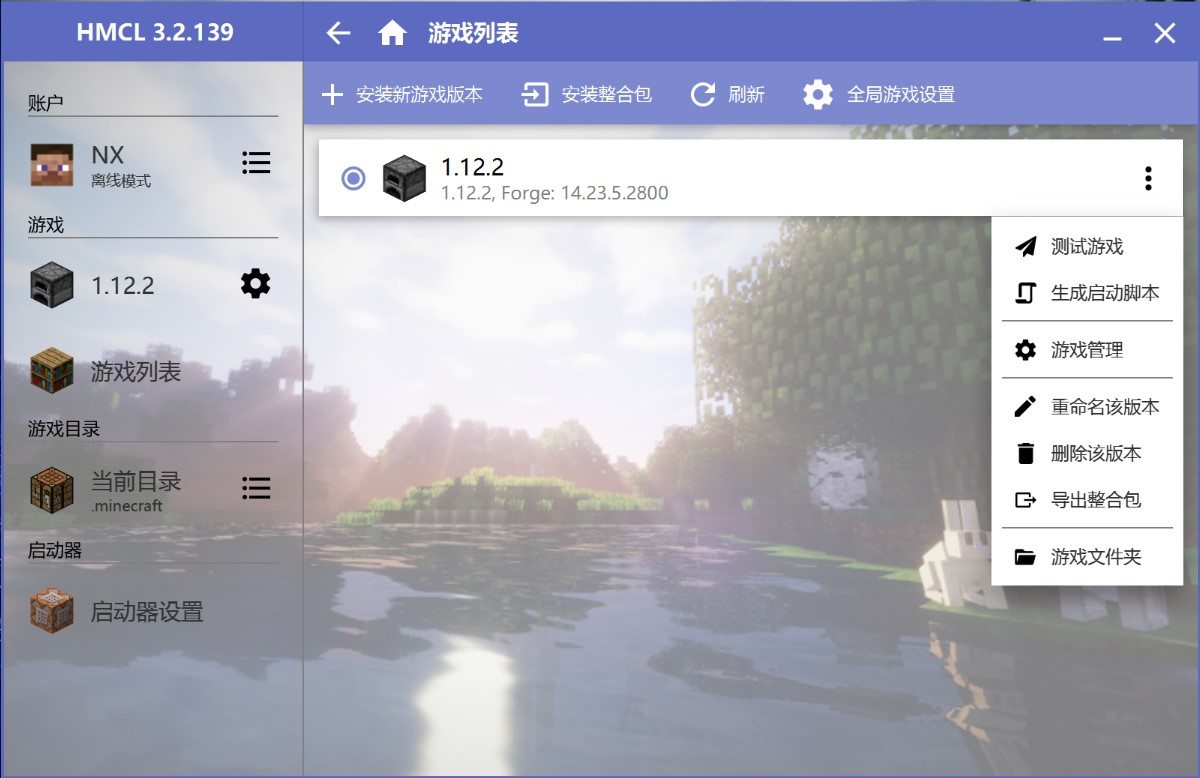 HMCL 3.2.139
游戏列表
安装新游戏版本
安装整合包
刷新
全局游戏设置
账户
NX
离线模式
游戏
1.12.2
游戏列表
游戏目录
当前目录
.minecraft
启动器
启动器设置
1.12.2
1.12.2, Forge: 14.23.5.2800
测试游戏
生成启动脚本
游戏管理
重命名该版本
删除该版本
导出整合包
游戏文件夹